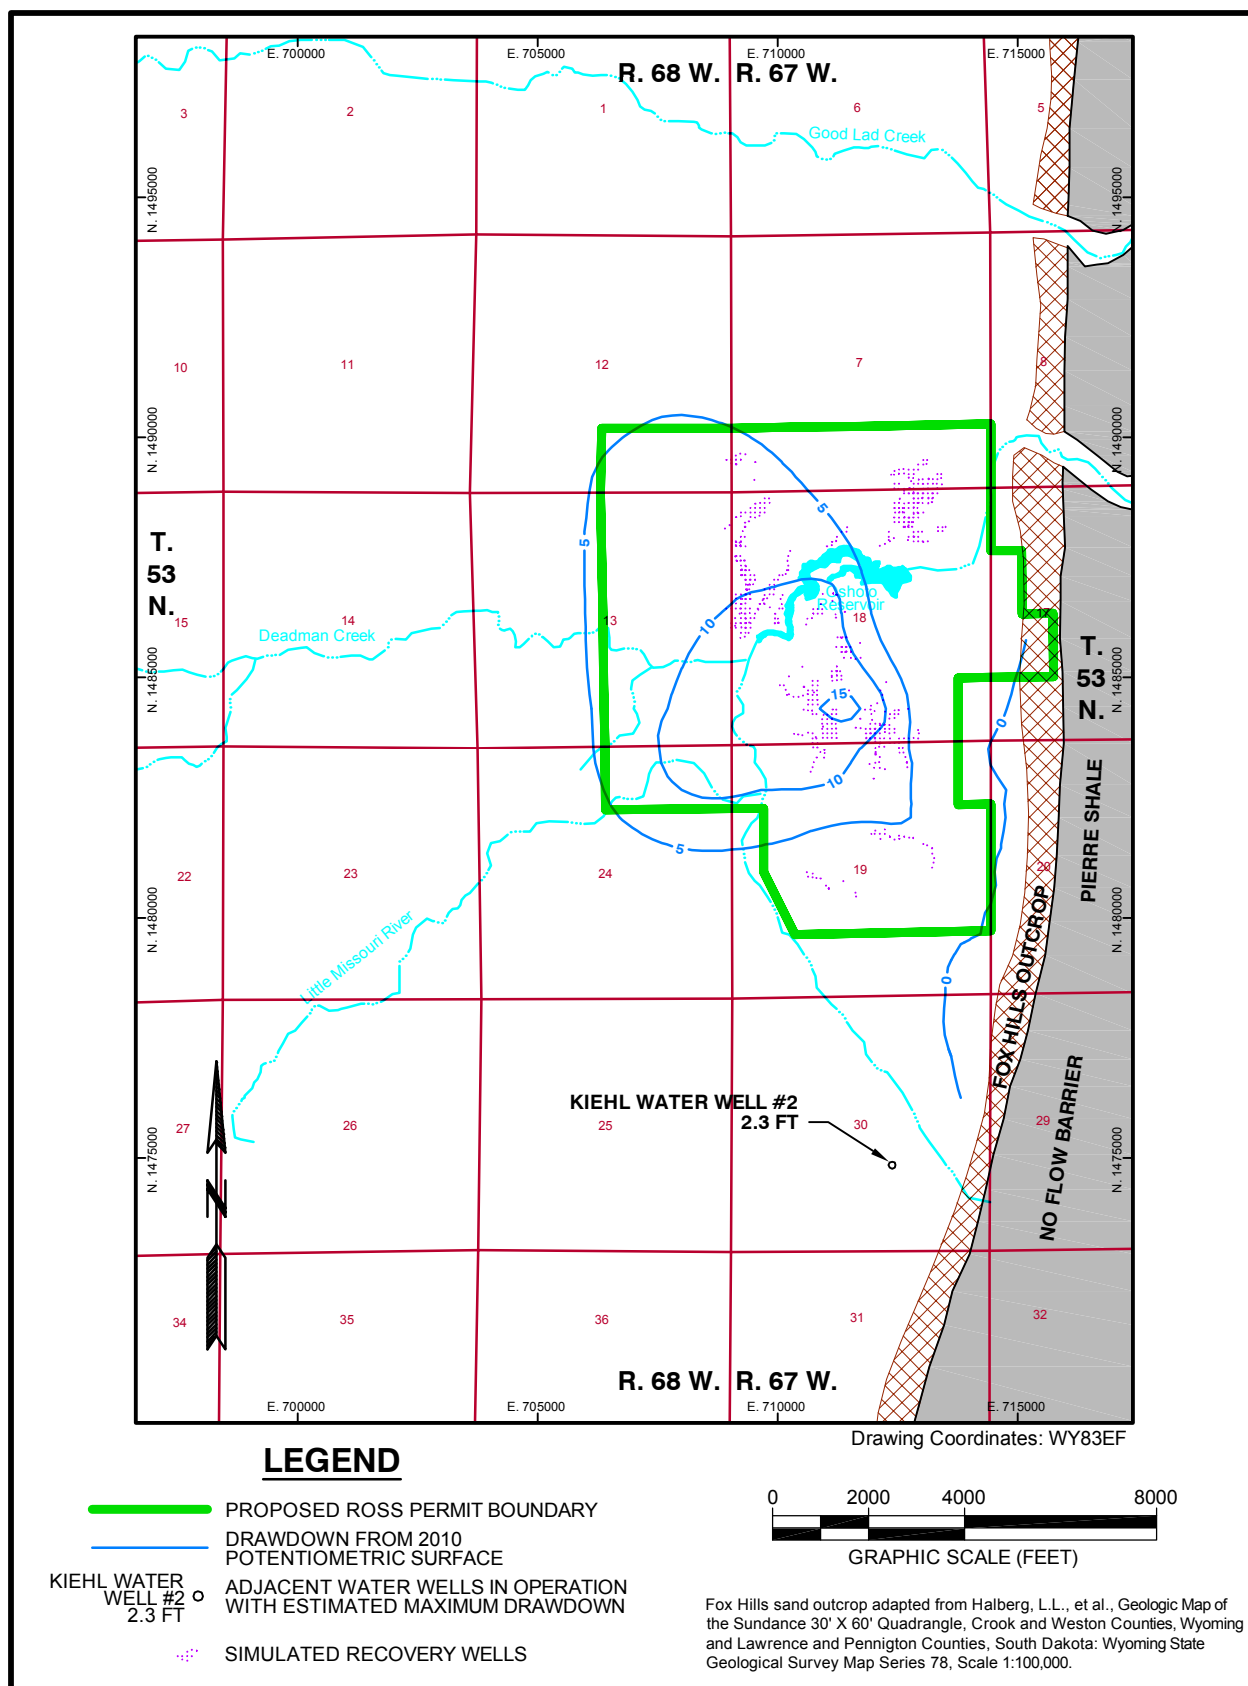 E. 700000
E. 705000
E. 710000
E. 715000
R. 68 W. R. 67 W.
3
2
1
6
5
Good Lad Creek
N. 1495000
N. 1495000
10
11
12
7
8
N. 1490000
N. 1490000
5
5
T.
53
N.
Oshoto
Reservoir
15
14
13
18
17
Deadman Creek
10
T.
53
N.
N. 1485000
N. 1485000
15
0
10
5
22
23
24
19
20
PIERRE SHALE
N. 1480000
N. 1480000
Little Missouri River
0
FOX HILLS OUTCROP
KIEHL WATER WELL #2
2.3 FT
27
26
25
30
29
NO FLOW BARRIER
N. 1475000
N. 1475000
N
34
35
36
31
32
R. 68 W. R. 67 W.
E. 700000
E. 705000
E. 710000
E. 715000
Drawing Coordinates: WY83EF
LEGEND
PROPOSED ROSS PERMIT BOUNDARY
DRAWDOWN FROM 2010
POTENTIOMETRIC SURFACE
KIEHL WATER
WELL #2
2.3 FT
ADJACENT WATER WELLS IN OPERATION
WITH ESTIMATED MAXIMUM DRAWDOWN
SIMULATED RECOVERY WELLS
0 2000 4000 8000
GRAPHIC SCALE (FEET)
Fox Hills sand outcrop adapted from Halberg, L.L., et al., Geologic Map of
the Sundance 30' X 60' Quadrangle, Crook and Weston Counties, Wyoming
and Lawrence and Pennigton Counties, South Dakota: Wyoming State
Geological Survey Map Series 78, Scale 1:100,000.